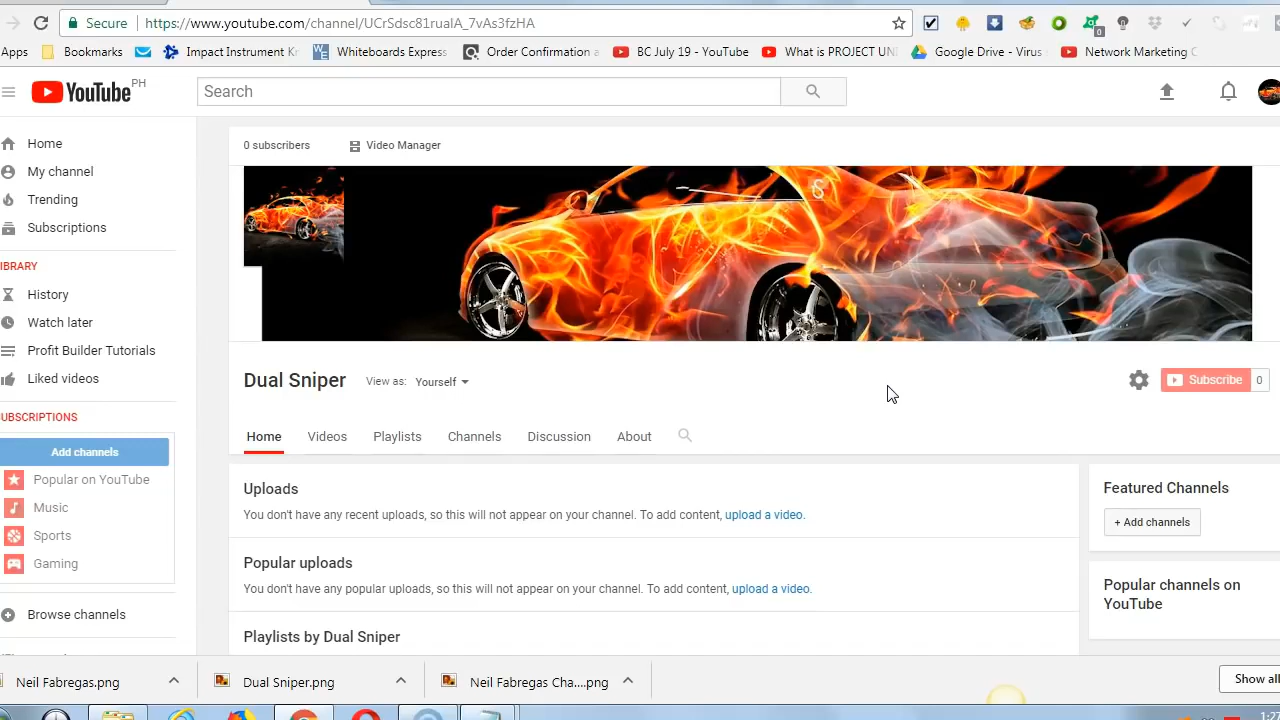 Secure https://www.youtube.com/channel/UCrSdsc81ruaIA_7vAs3fzHA
Apps Bookmarks Impact Instrument Kr Whiteboards Express Order Confirmation a BC July 19 - YouTube What is PROJECT UNI Google Drive - Virus Network Marketing C
YouTube PH Search
0 subscribers Video Manager
Home
My channel
Trending
Subscriptions
IBRARY
History
Watch later
Profit Builder Tutorials
Liked videos
UBSCRIPTIONS
Add channels
Popular on YouTube
Music
Sports
Gaming
Browse channels
Dual Sniper View as: Yourself Subscribe 0
Home Videos Playlists Channels Discussion About
Uploads
You don't have any recent uploads, so this will not appear on your channel. To add content, upload a video.
Popular uploads
You don't have any popular uploads, so this will not appear on your channel. To add content, upload a video.
Playlists by Dual Sniper
Featured Channels
+ Add channels
Popular channels on
YouTube
Neil Fabregas.png Dual Sniper.png Neil Fabregas Cha....png Show all